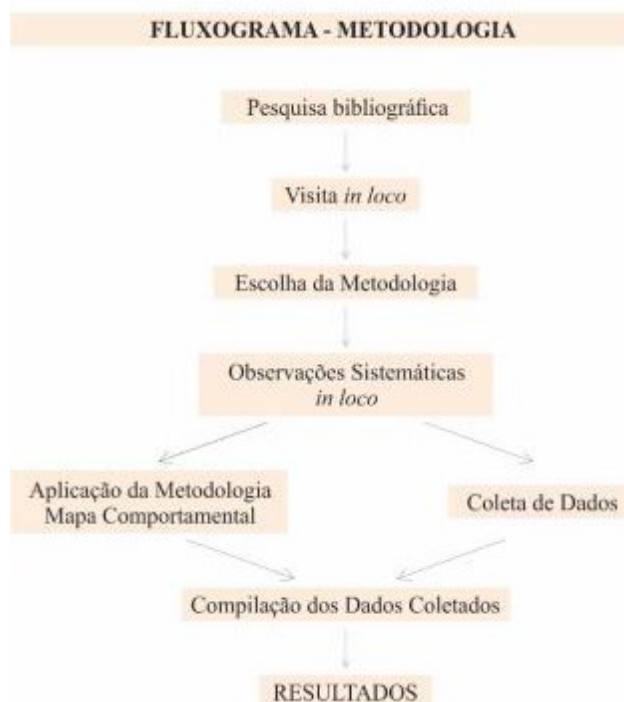 FLUXOGRAMA - METODOLOGIA
Pesquisa bibliográfica
Visita in loco
Escolha da Metodologia
Observações Sistemáticas
in loco
Aplicação da Metodologia
Mapa Comportamental
Coleta de Dados
Compilação dos Dados Coletados
RESULTADOS